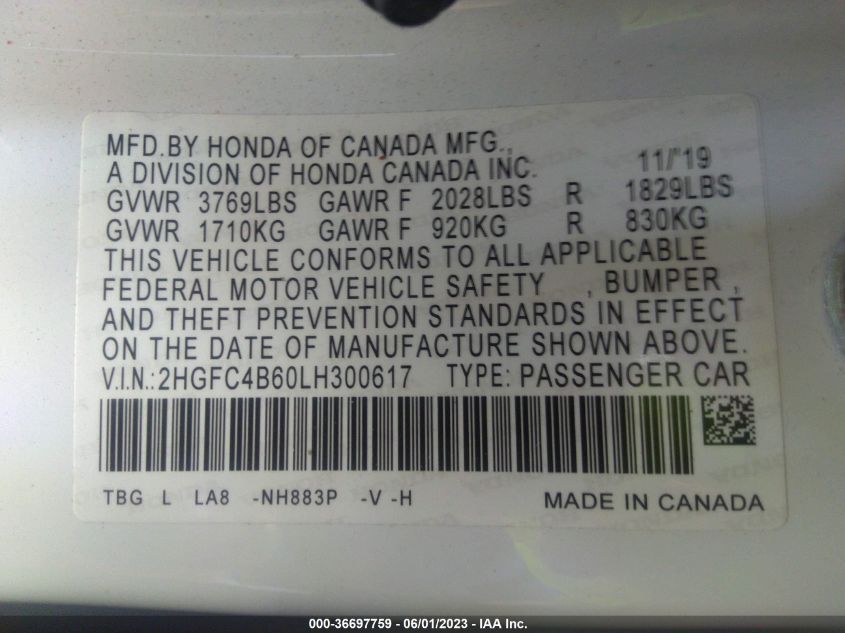 MFD.BY HONDA OF CANADA MFG.,
A DIVISION OF HONDA CANADA INC. 11/'19
GVWR 3769LBS GAWR F 2028LBS R 1829LBS
GVWR 1710KG GAWR F 920KG R 830KG
THIS VEHICLE CONFORMS TO ALL APPLICABLE
FEDERAL MOTOR VEHICLE SAFETY , BUMPER ,
AND THEFT PREVENTION STANDARDS IN EFFECT
ON THE DATE OF MANUFACTURE SHOWN ABOVE.
V.I.N.:2HGFC4B60LH300617 TYPE: PASSENGER CAR
TBG L LA8 -NH883P -V -H MADE IN CANADA
000-36697759 - 06/01/2023 - IAA Inc.